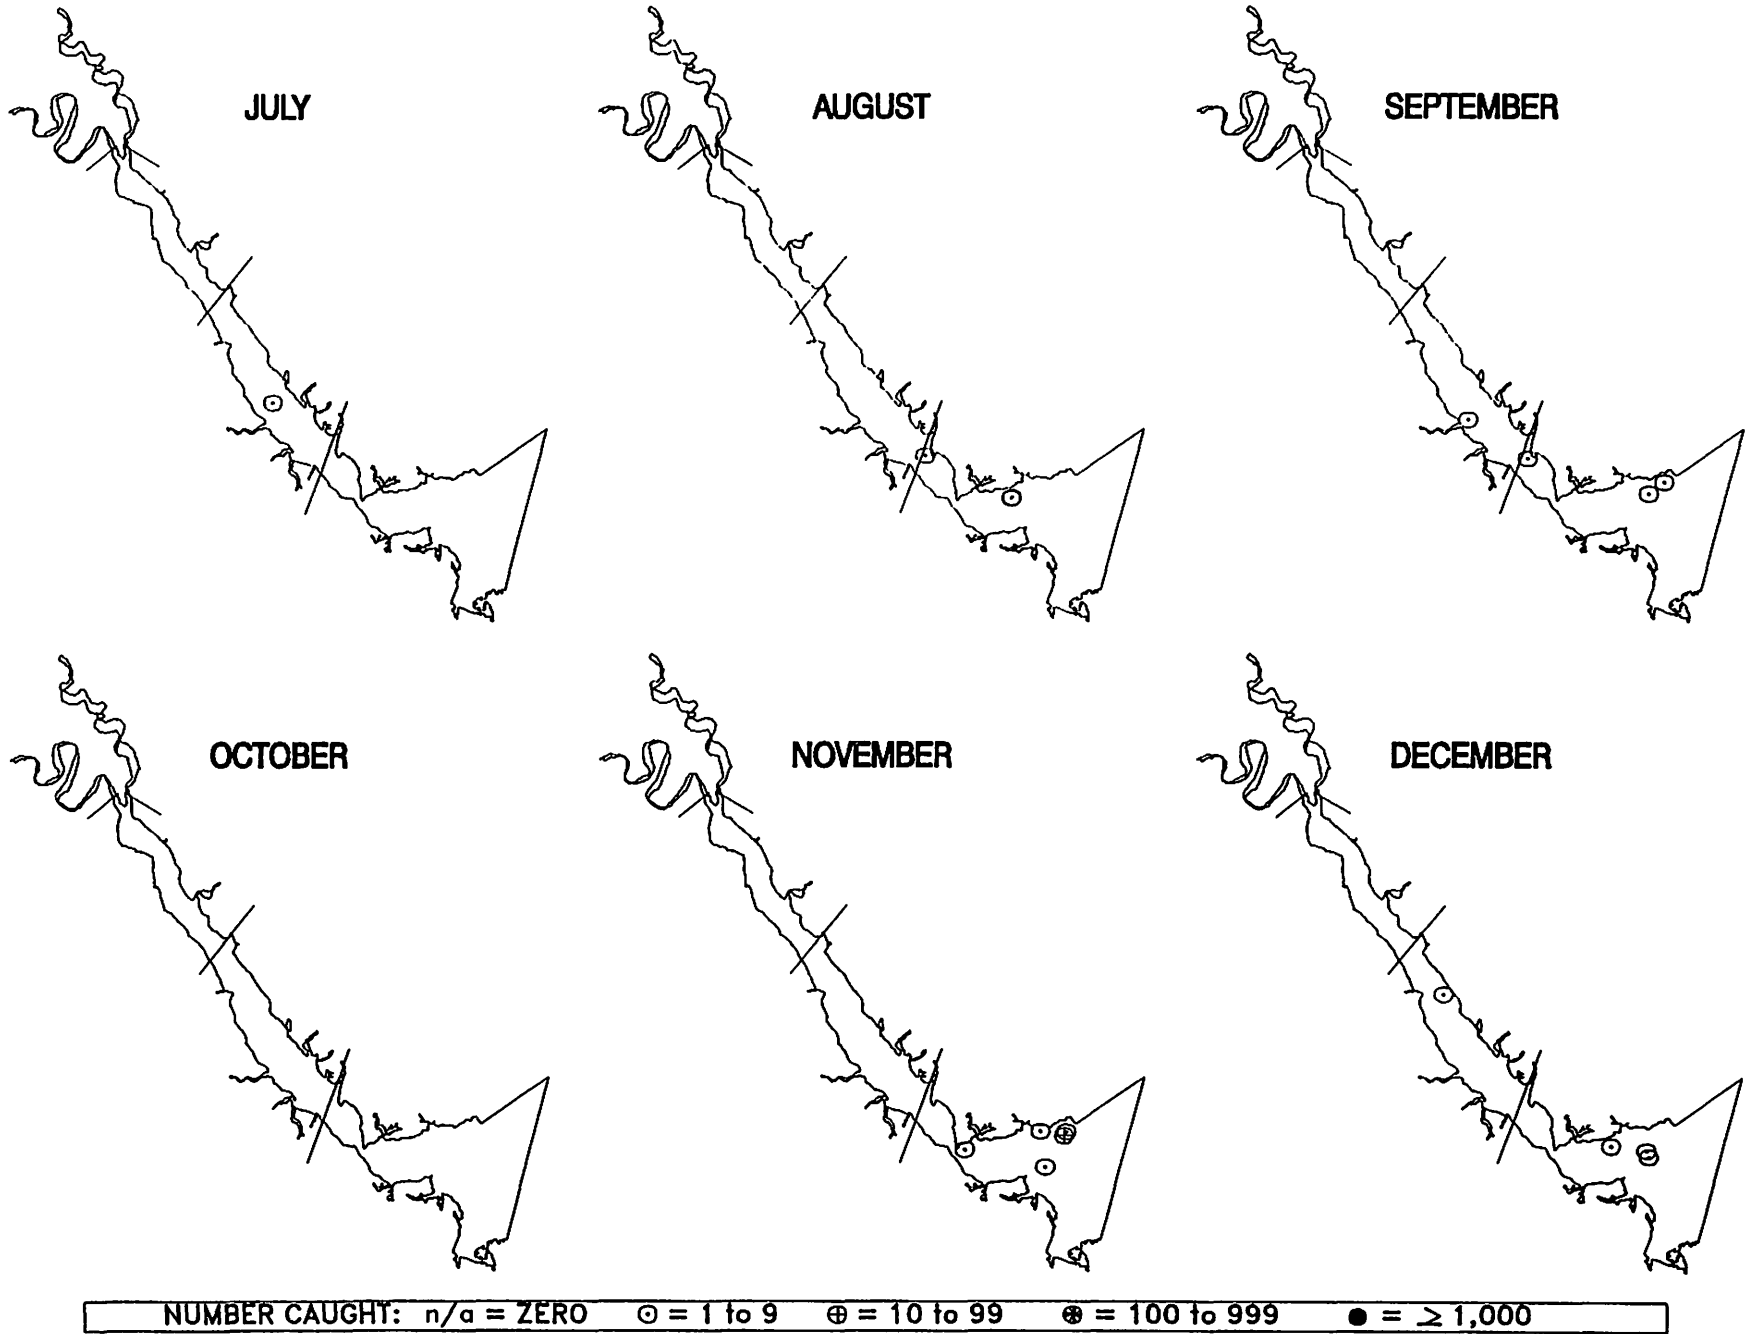 JULY
AUGUST
SEPTEMBER
OCTOBER
NOVEMBER
DECEMBER
NUMBER CAUGHT: n/a = ZERO ⊙ = 1 to 9 ⊕ = 10 to 99 ⊛ = 100 to 999 ● = ≥ 1,000